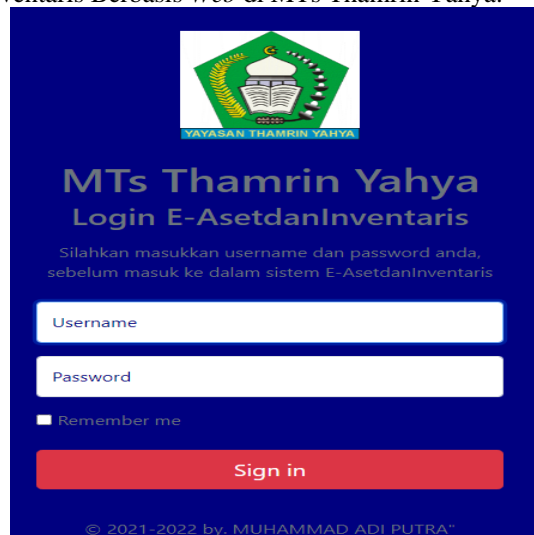 Inventaris Berbasis Web di MTs Thamrin Yahya.
YAYASAN THAMRIN YAHYA
MTs Thamrin Yahya
Login E-AsetdanInventaris
Silahkan masukkan username dan password anda,
sebelum masuk ke dalam sistem E-AsetdanInventaris
Username
Password
Remember me
Sign in
© 2021-2022 by. MUHAMMAD ADI PUTRA"